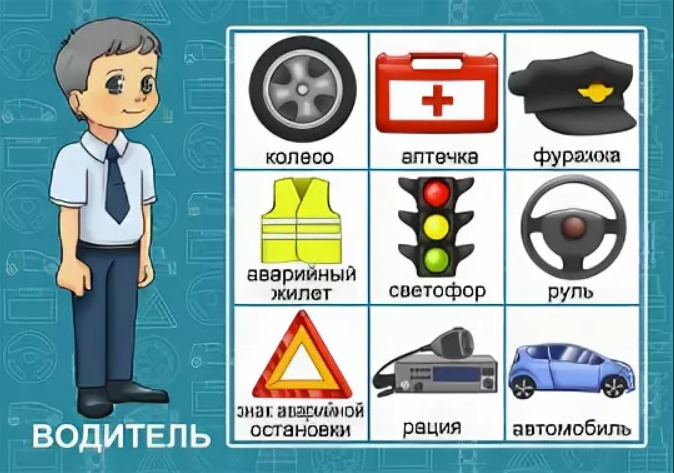 колесо
аптечка
фуражка
аварийный
жилет
светофор
руль
знак аварийной
остановки
рация
автомобиль
ВОДИТЕЛЬ